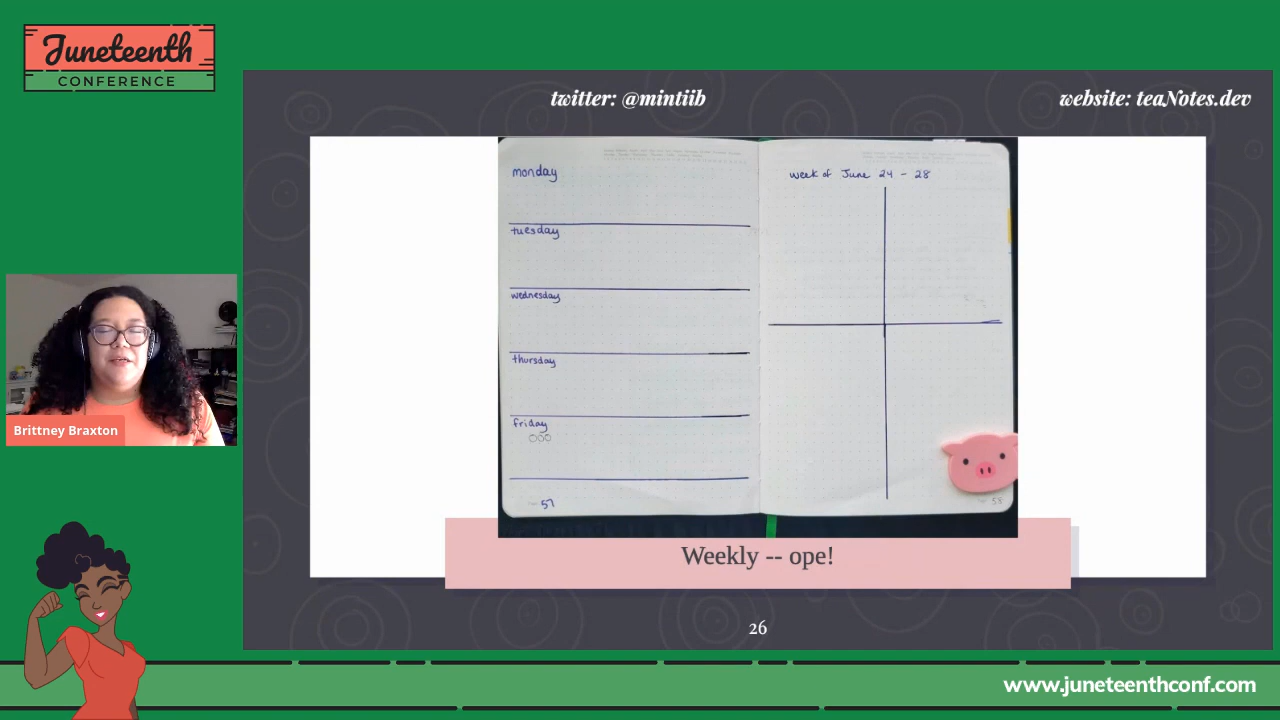 Juneteenth
CONFERENCE
twitter: @mintiib
website: teaNotes.dev
monday
tuesday
wednesday
thursday
friday
57
week of June 24 - 28
58
Weekly -- ope!
26
Brittney Braxton
www.juneteenthconf.com